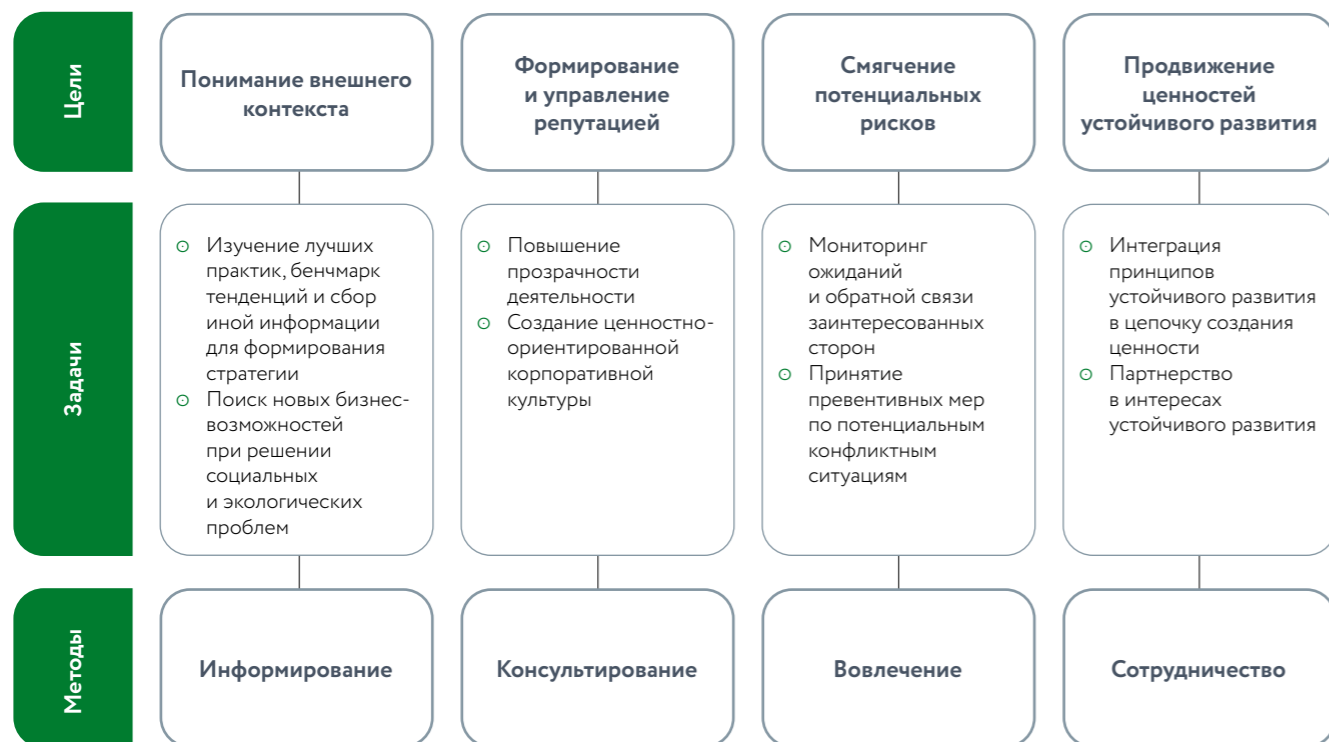 Цели
Понимание внешнего
контекста
Формирование
и управление
репутацией
Смягчение
потенциальных
рисков
Продвижение
ценностей
устойчивого развития
Задачи
Изучение лучших
практик, бенчмарк
тенденций и сбор
иной информации
для формирования
стратегии
Поиск новых бизнес-
возможностей
при решении
социальных
и экологических
проблем
Повышение
прозрачности
деятельности
Создание ценностно-
ориентированной
корпоративной
культуры
Мониторинг
ожиданий
и обратной связи
заинтересованных
сторон
Принятие
превентивных мер
по потенциальным
конфликтным
ситуациям
Интеграция
принципов
устойчивого развития
в цепочку создания
ценности
Партнерство
в интересах
устойчивого развития
Методы
Информирование
Консультирование
Вовлечение
Сотрудничество